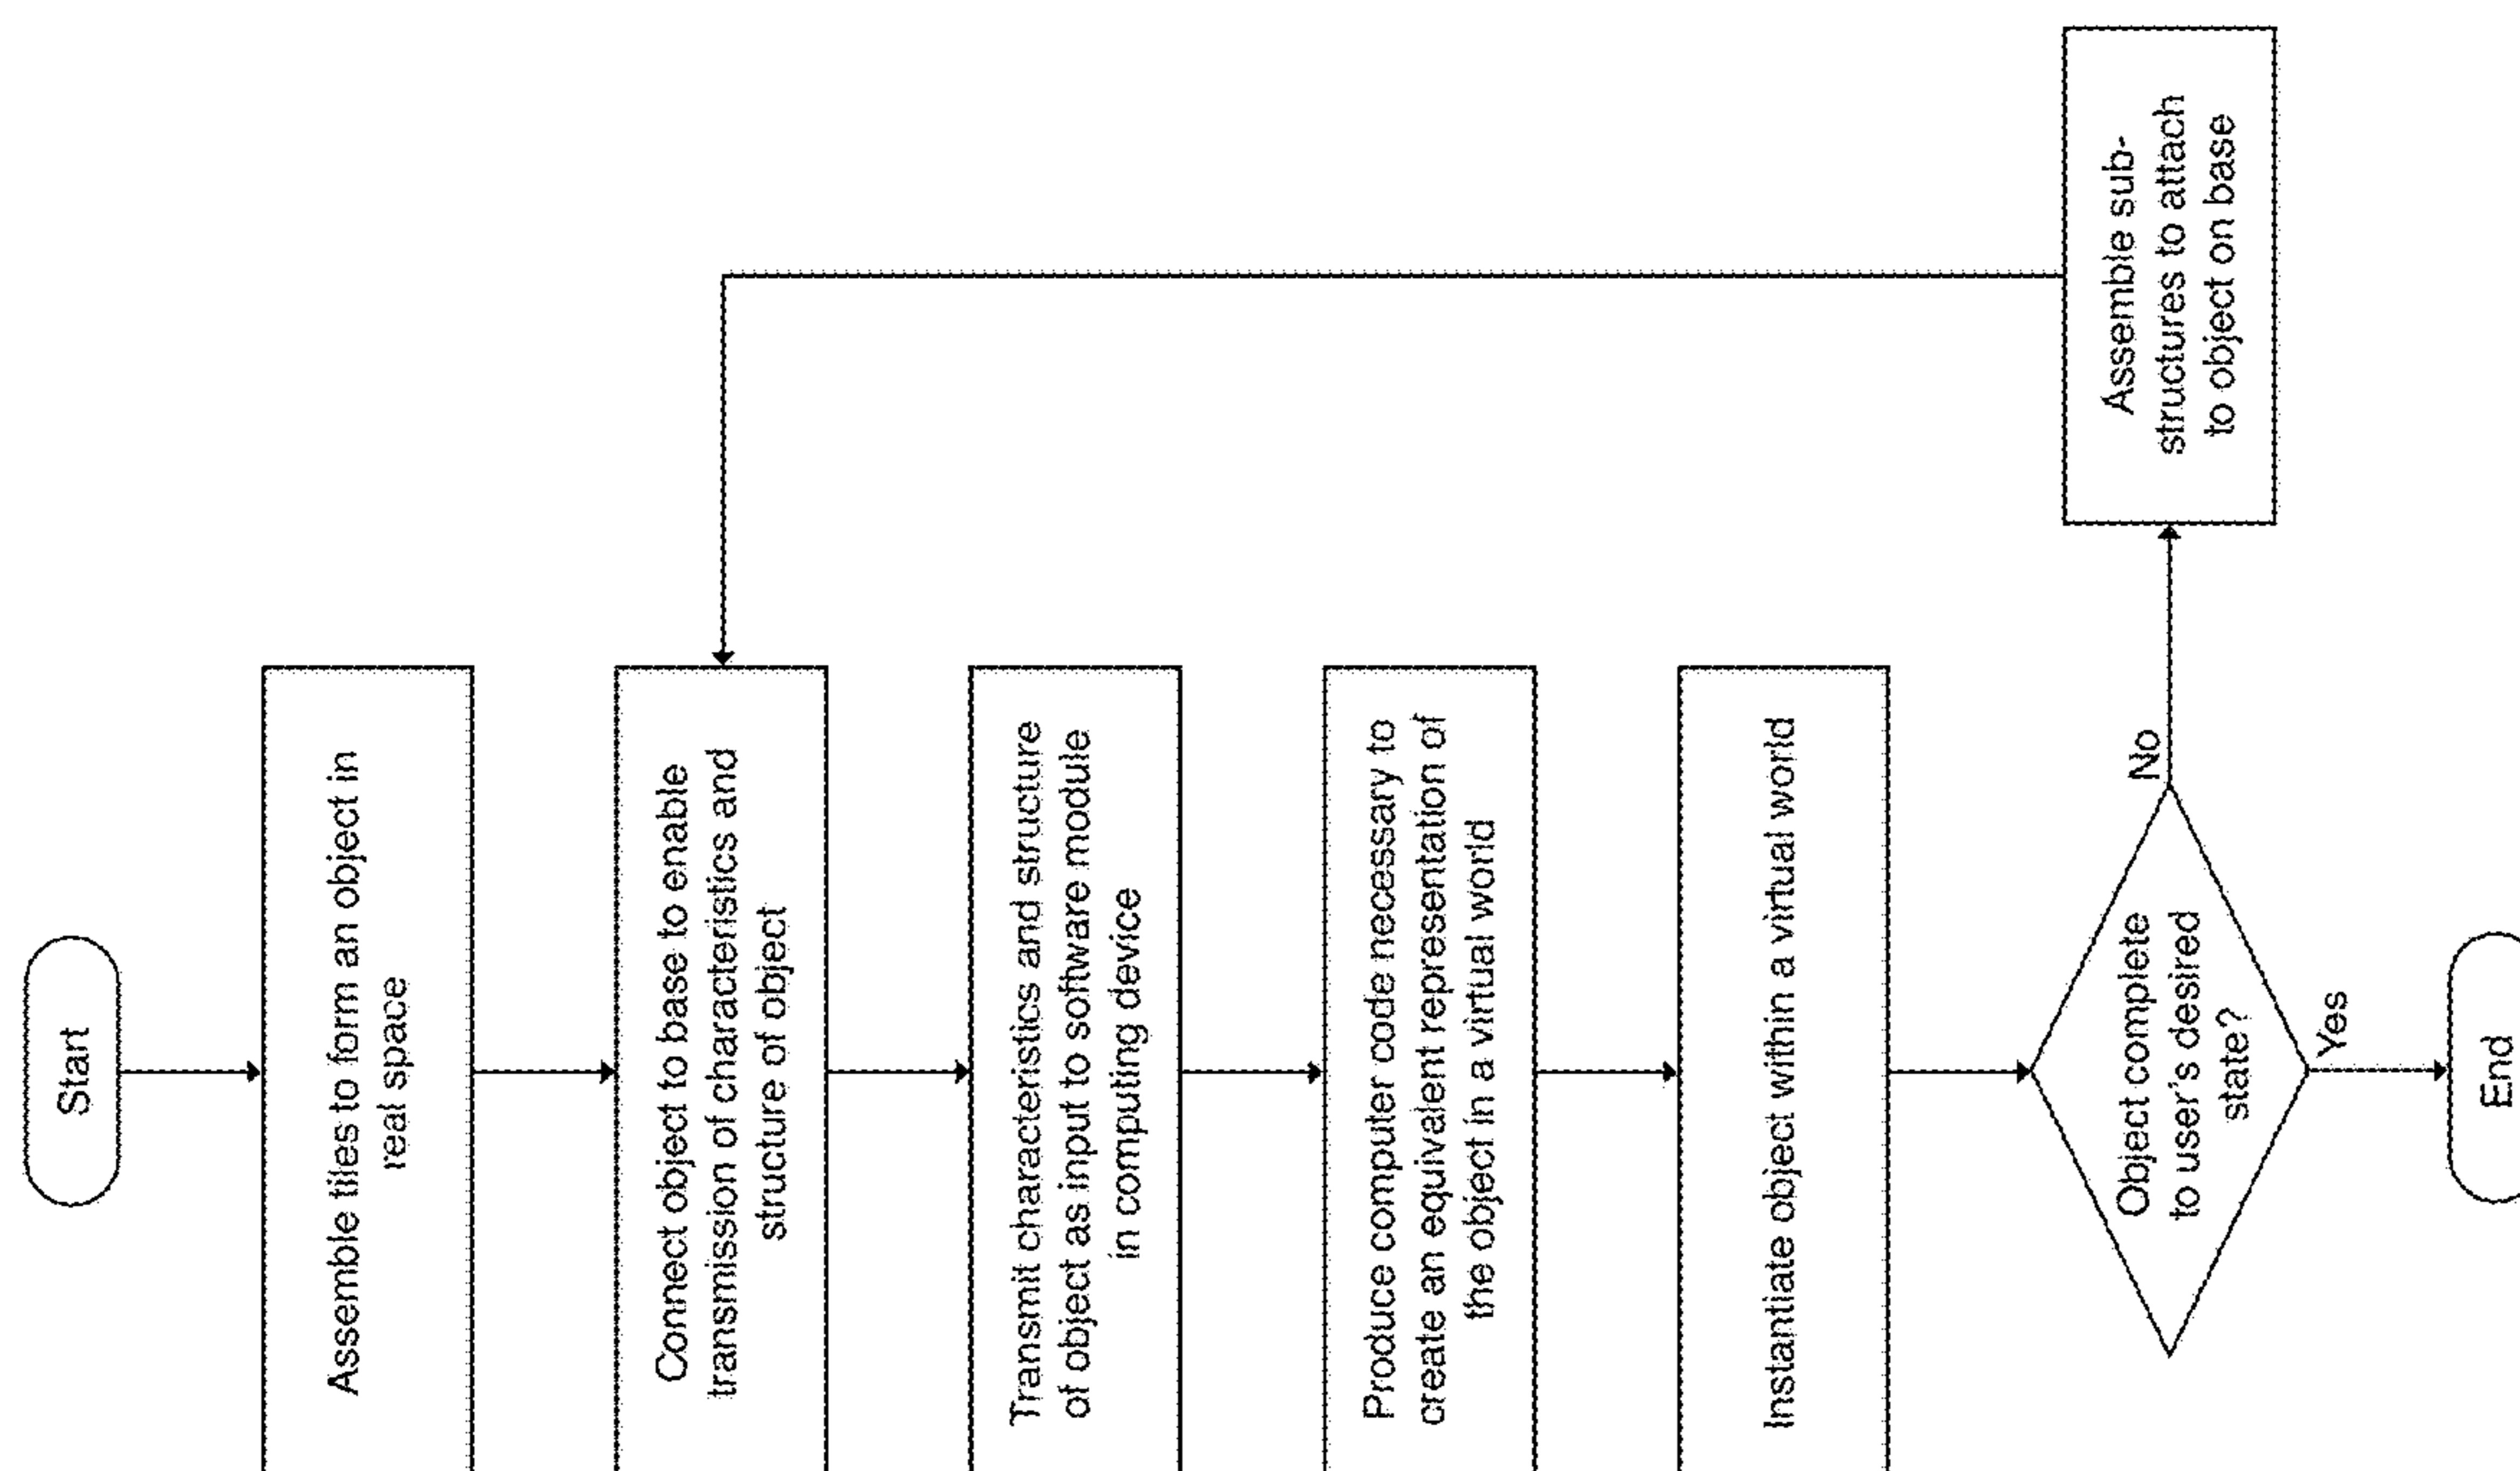 Start
Assemble tiles to form an object in
real space
Connect object to base to enable
transmission of characteristics and
structure of object
Transmit characteristics and structure
of object as input to software module
in computing device
Produce computer code necessary to
create an equivalent representation of
the object in a virtual world
Instantiate object within a virtual world
Object complete
to user's desired
state?
No
Assemble sub-
structures to attach
to object on base
Yes
End